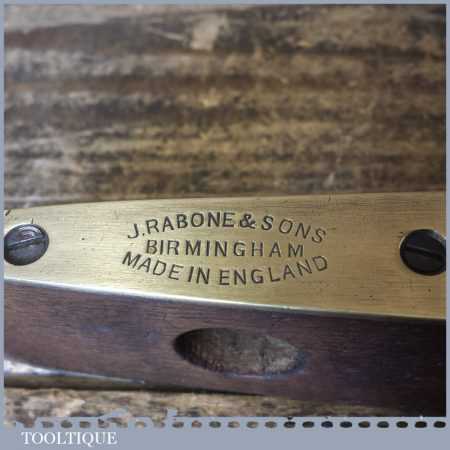 J.RABONE & SONS
BIRMINGHAM
MADE IN ENGLAND
TOOLTIQUE